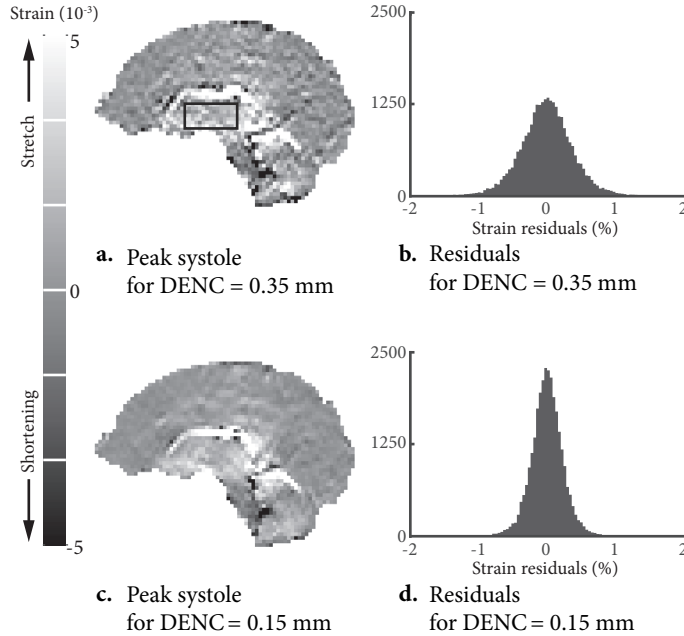 Strain (10⁻³)
5
Stretch
0
Shortening
-5
a. Peak systole
for DENC = 0.35 mm
2500
1250
0
-2 -1 0 1 2
Strain residuals (%)
b. Residuals
for DENC = 0.35 mm
c. Peak systole
for DENC = 0.15 mm
2500
1250
0
-2 -1 0 1 2
Strain residuals (%)
d. Residuals
for DENC = 0.15 mm